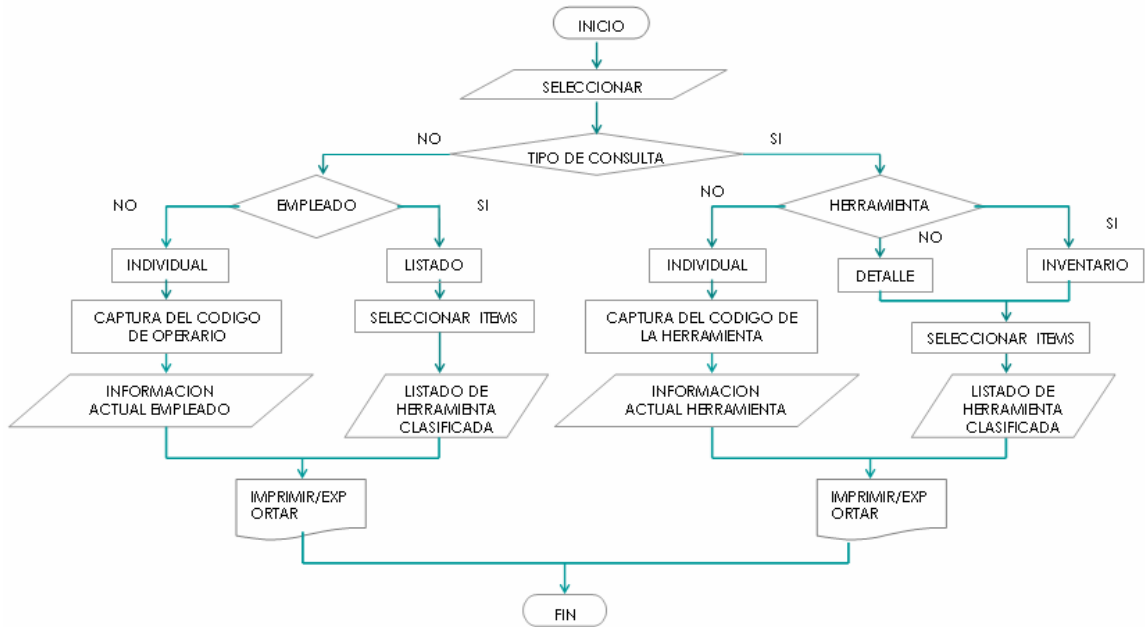 INICIO
SELECCIONAR
NO
SI
TIPO DE CONSULTA
NO
EMPLEADO
SI
NO
HERRAMIENTA
SI
NO
INDIVIDUAL
LISTADO
INDIVIDUAL
DETALLE
INVENTARIO
CAPTURA DEL CODIGO
DE OPERARIO
SELECCIONAR ITEMS
CAPTURA DEL CODIGO DE
LA HERRAMIENTA
SELECCIONAR ITEMS
INFORMACION
ACTUAL EMPLEADO
LISTADO DE
HERRAMIENTA
CLASIFICADA
INFORMACION
ACTUAL HERRAMIENTA
LISTADO DE
HERRAMIENTA
CLASIFICADA
IMPRIMIR/EXP
ORTAR
IMPRIMIR/EXP
ORTAR
FIN